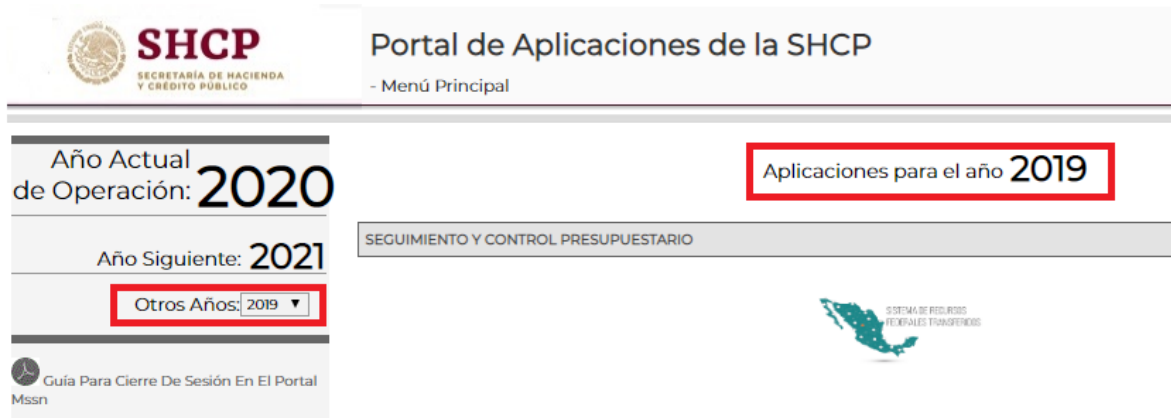 SHCP
SECRETARÍA DE HACIENDA
Y CRÉDITO PÚBLICO
Portal de Aplicaciones de la SHCP
- Menú Principal
Año Actual
de Operación: 2020
Año Siguiente: 2021
Otros Años: 2019
Guía Para Cierre De Sesión En El Portal
Mssn
Aplicaciones para el año 2019
SEGUIMIENTO Y CONTROL PRESUPUESTARIO
SISTEMA DE RECURSOS
FEDERALES TRANSFERIDOS